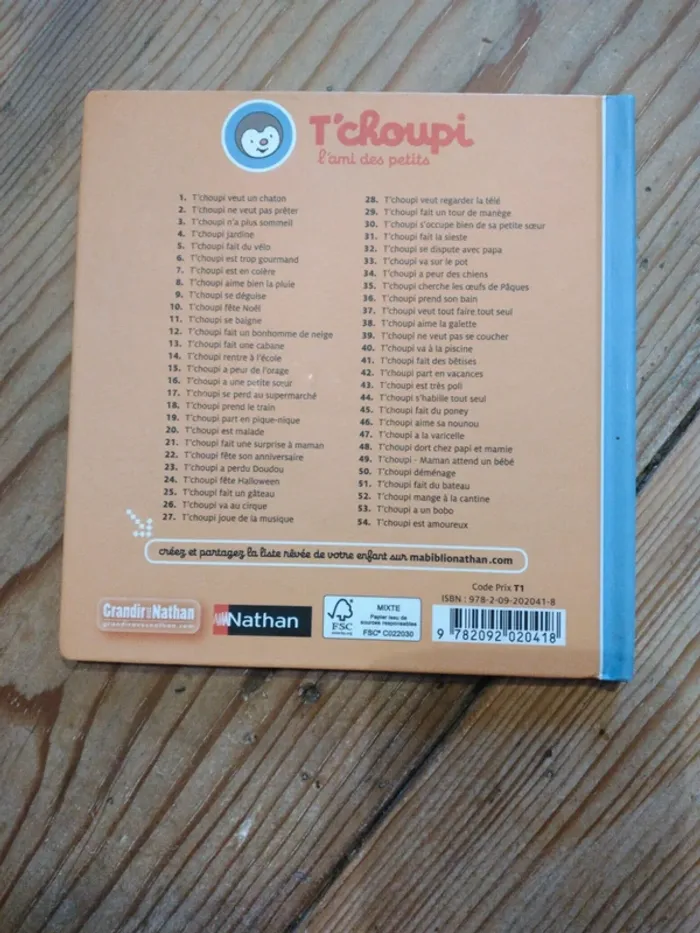 T'choupi
l'ami des petits
1. T'choupi veut un chaton
2. T'choupi ne veut pas prêter
3. T'choupi n'a plus sommeil
4. T'choupi jardine
5. T'choupi fait du vélo
6. T'choupi est trop gourmand
7. T'choupi est en colère
8. T'choupi aime bien la pluie
9. T'choupi se déguise
10. T'choupi fête Noël
11. T'choupi se baigne
12. T'choupi fait un bonhomme de neige
13. T'choupi fait une cabane
14. T'choupi rentre à l'école
15. T'choupi a peur de l'orage
16. T'choupi a une petite sœur
17. T'choupi se perd au supermarché
18. T'choupi prend le train
19. T'choupi part en pique-nique
20. T'choupi est malade
21. T'choupi fait une surprise à maman
22. T'choupi fête son anniversaire
23. T'choupi a perdu Doudou
24. T'choupi fête Halloween
25. T'choupi fait un gâteau
26. T'choupi va au cirque
27. T'choupi joue de la musique
28. T'choupi veut regarder la télé
29. T'choupi fait un tour de manège
30. T'choupi s'occupe bien de sa petite sœur
31. T'choupi fait la sieste
32. T'choupi se dispute avec papa
33. T'choupi va sur le pot
34. T'choupi a peur des chiens
35. T'choupi cherche les œufs de Pâques
36. T'choupi prend son bain
37. T'choupi veut tout faire tout seul
38. T'choupi aime la galette
39. T'choupi ne veut pas se coucher
40. T'choupi va à la piscine
41. T'choupi fait des bêtises
42. T'choupi part en vacances
43. T'choupi est très poli
44. T'choupi s'habille tout seul
45. T'choupi fait du poney
46. T'choupi aime sa nounou
47. T'choupi a la varicelle
48. T'choupi dort chez papi et mamie
49. T'choupi - Maman attend un bébé
50. T'choupi déménage
51. T'choupi fait du bateau
52. T'choupi mange à la cantine
53. T'choupi a un bobo
54. T'choupi est amoureux
créez et partagez la liste rêvée de votre enfant sur mabiblionathan.com
Code Prix T1
ISBN : 978-2-09-202041-8
Grandir avec Nathan
grandiravecnathan.com
Nathan
FSC
MIXTE
Papier issu de
sources responsables
FSC® C022030
9 782092 020418